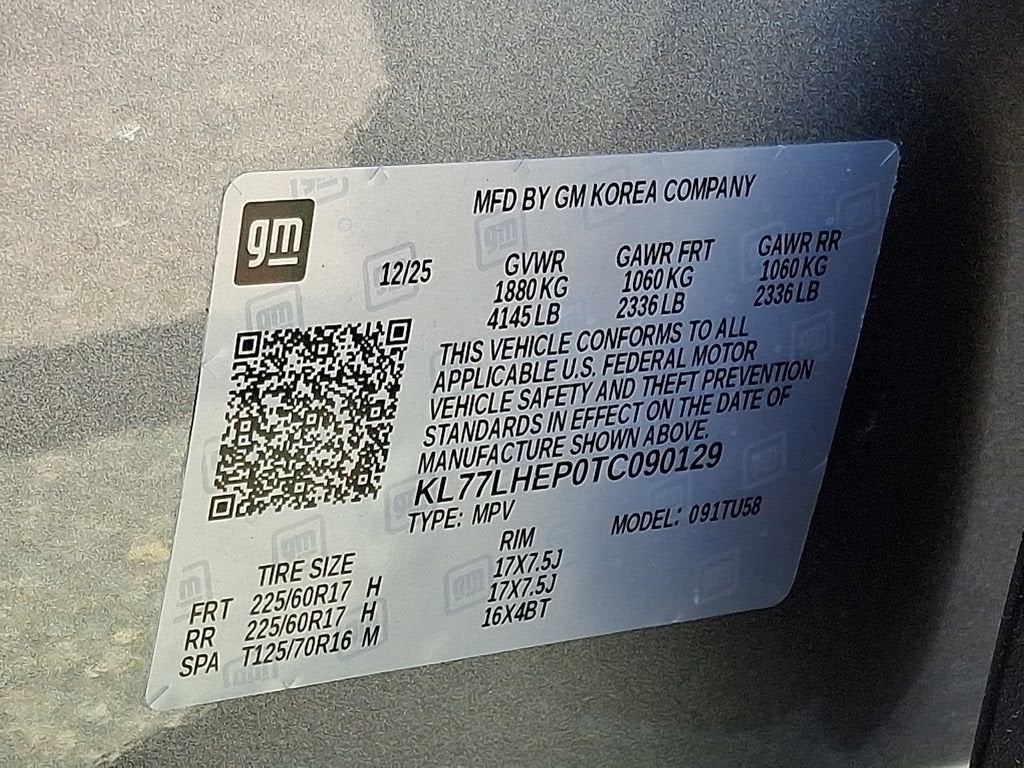 gm
MFD BY GM KOREA COMPANY
12/25
GVWR GAWR FRT GAWR RR
1880 KG 1060 KG 1060 KG
4145 LB 2336 LB 2336 LB
THIS VEHICLE CONFORMS TO ALL
APPLICABLE U.S. FEDERAL MOTOR
VEHICLE SAFETY AND THEFT PREVENTION
STANDARDS IN EFFECT ON THE DATE OF
MANUFACTURE SHOWN ABOVE.
KL77LHEP0TC090129
TYPE: MPV MODEL: 091TU58
TIRE SIZE RIM
FRT 225/60R17 H 17X7.5J
RR 225/60R17 H 17X7.5J
SPA T125/70R16 M 16X4BT